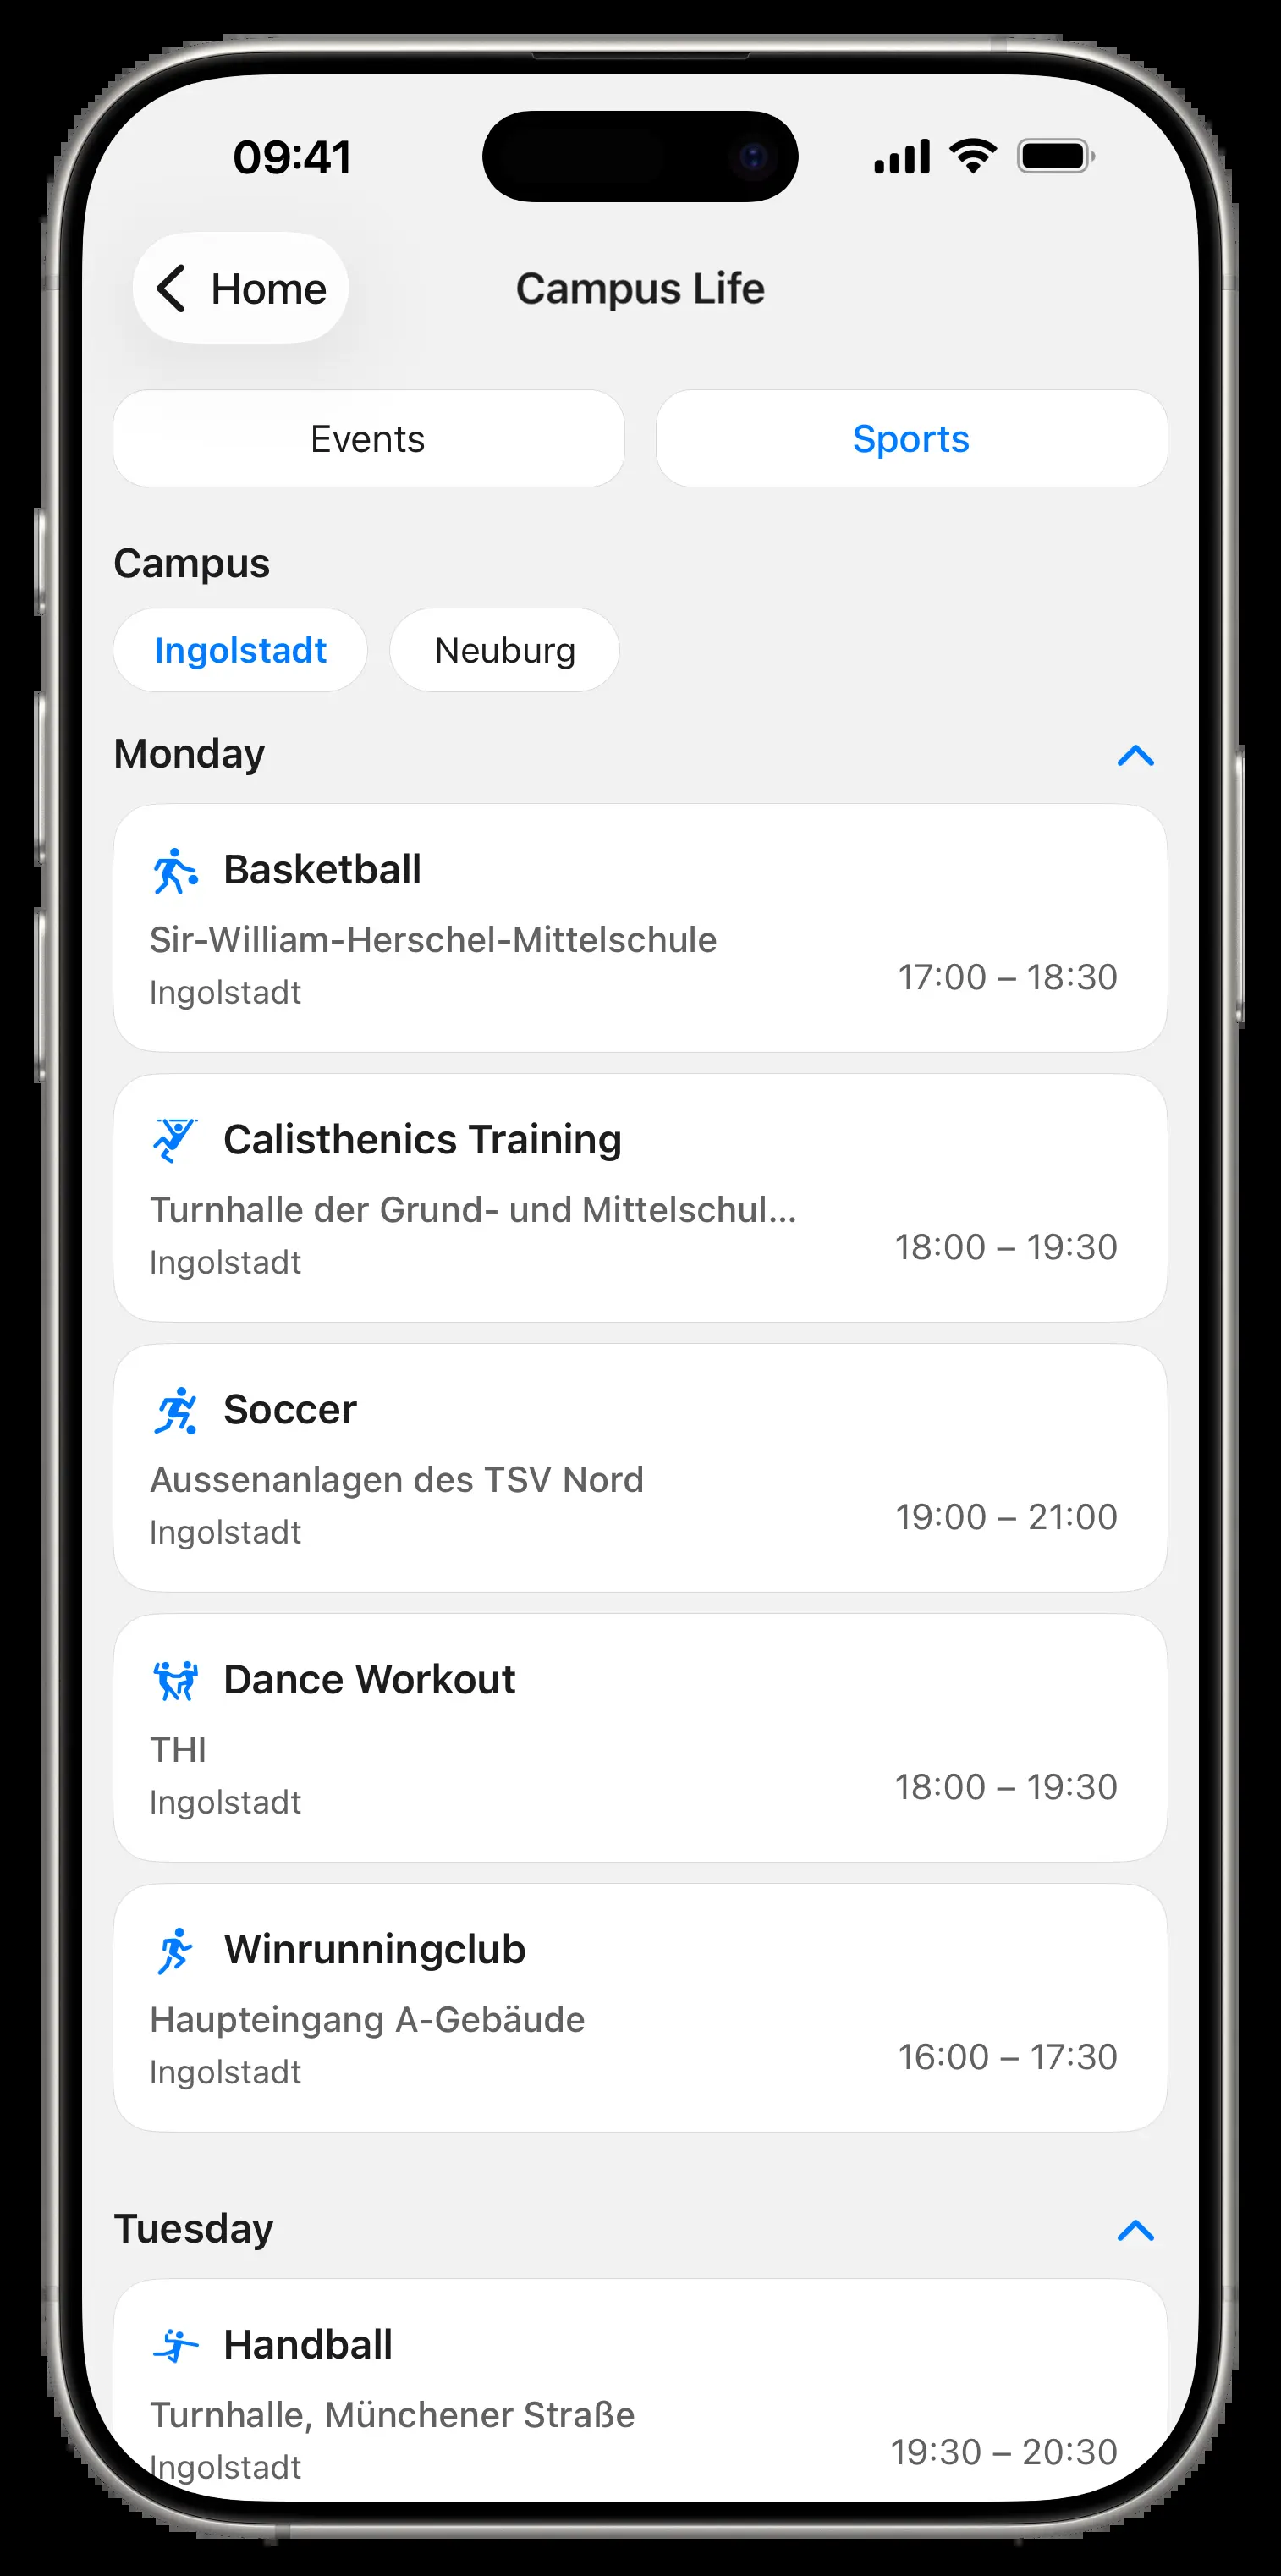 09:41
Home
Campus Life
Events
Sports
Campus
Ingolstadt
Neuburg
Monday
Basketball
Sir-William-Herschel-Mittelschule
Ingolstadt
17:00 – 18:30
Calisthenics Training
Turnhalle der Grund- und Mittelschul...
Ingolstadt
18:00 – 19:30
Soccer
Aussenanlagen des TSV Nord
Ingolstadt
19:00 – 21:00
Dance Workout
THI
Ingolstadt
18:00 – 19:30
Winrunningclub
Haupteingang A-Gebäude
Ingolstadt
16:00 – 17:30
Tuesday
Handball
Turnhalle, Münchener Straße
Ingolstadt
19:30 – 20:30